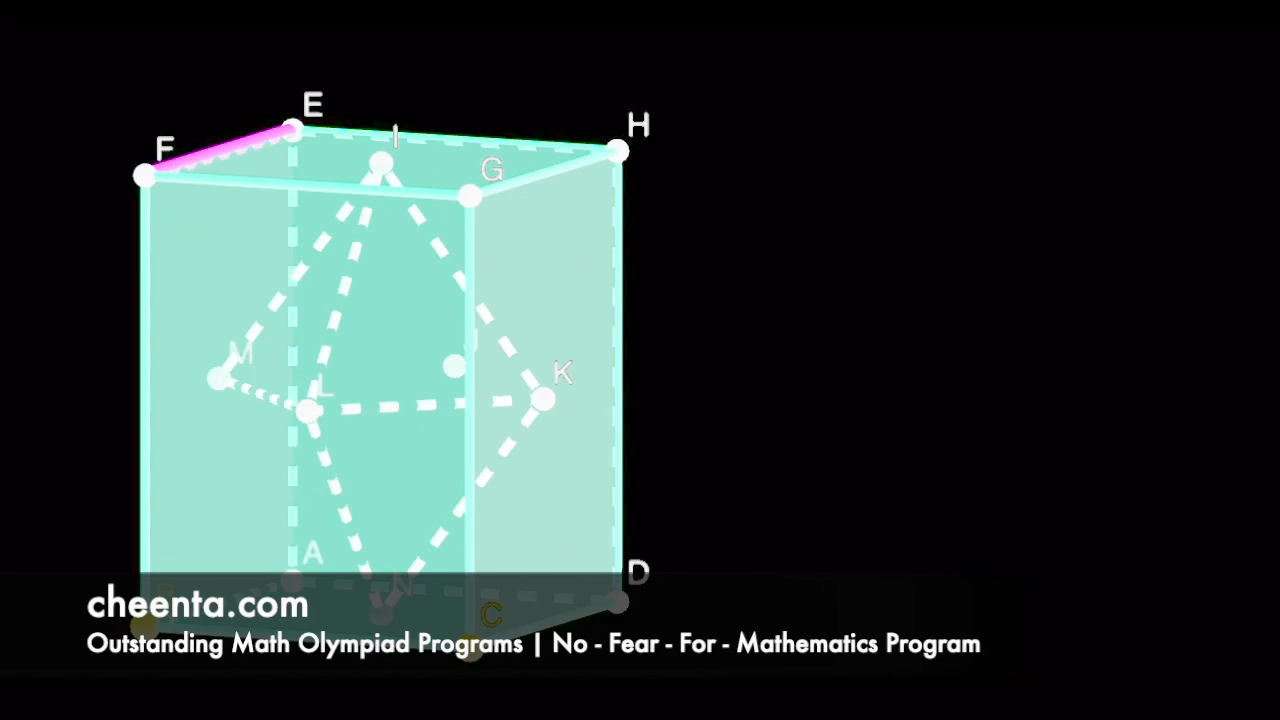 E
I
H
F
G
M
L
K
A
N
D
C
cheenta.com
Outstanding Math Olympiad Programs | No - Fear - For - Mathematics Program